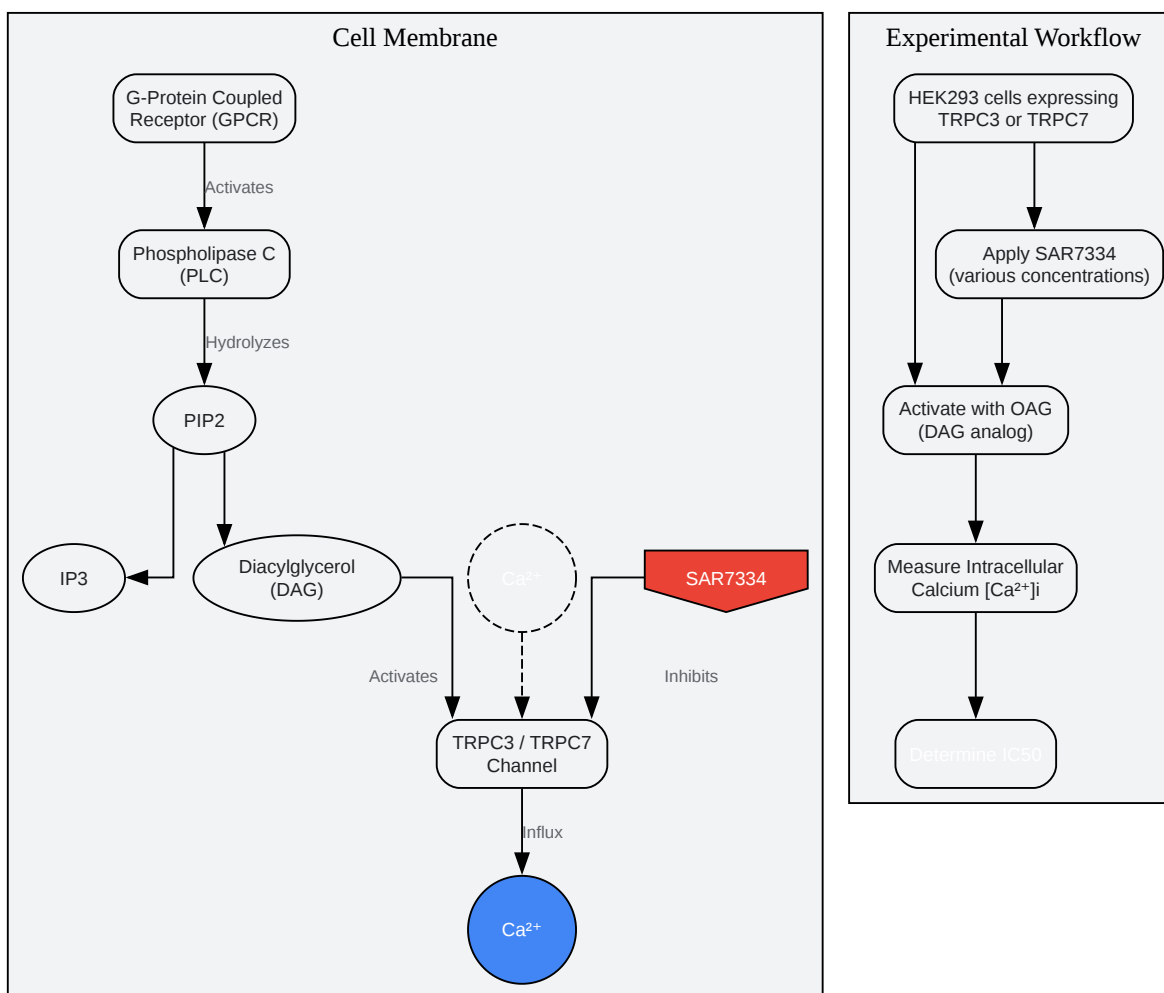 Cell Membrane
G-Protein Coupled
Receptor (GPCR)
Activates
Phospholipase C
(PLC)
Hydrolyzes
PIP2
IP3
Diacylglycerol
(DAG)
Ca²⁺
SAR7334
Activates
Inhibits
TRPC3 / TRPC7
Channel
Influx
Ca²⁺
Experimental Workflow
HEK293 cells expressing
TRPC3 or TRPC7
Apply SAR7334
(various concentrations)
Activate with OAG
(DAG analog)
Measure Intracellular
Calcium [Ca²⁺]i
Determine IC50